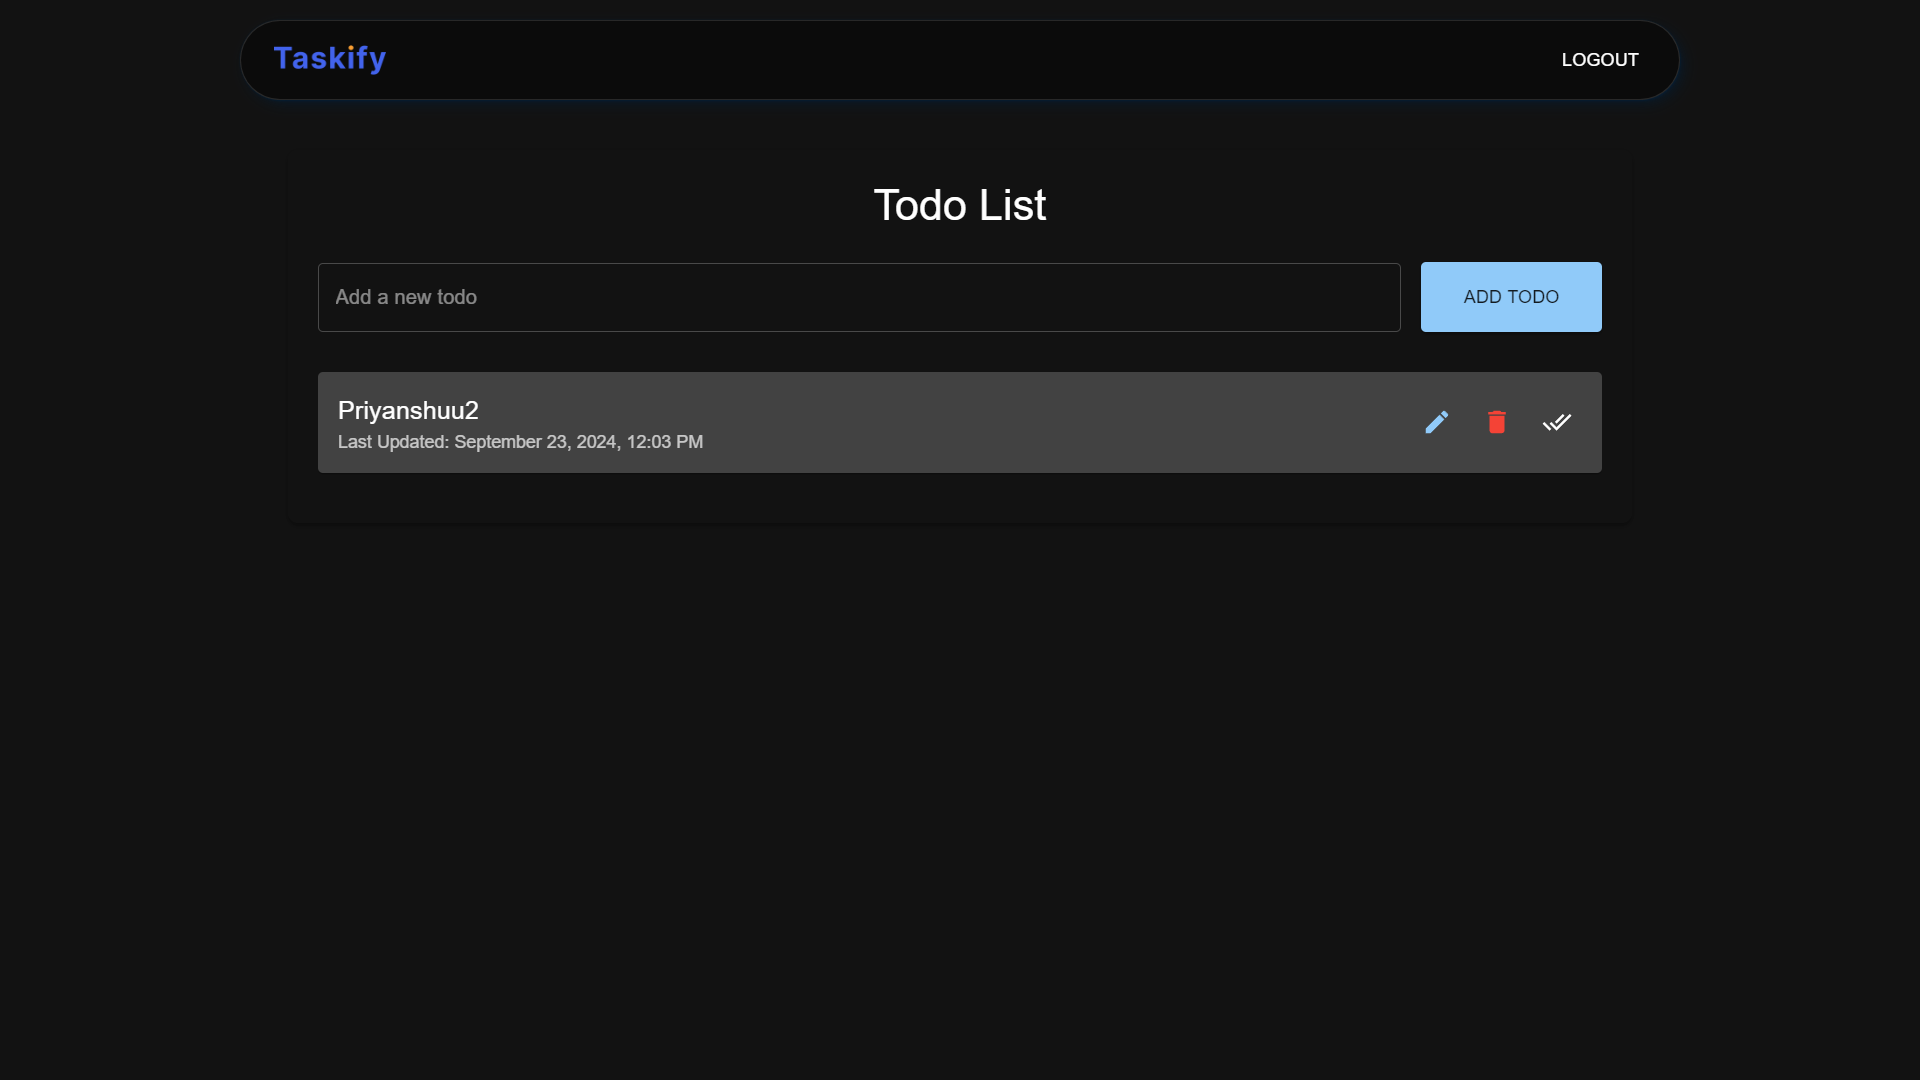 Taskify
LOGOUT
Todo List
Add a new todo
ADD TODO
Priyanshuu2
Last Updated: September 23, 2024, 12:03 PM